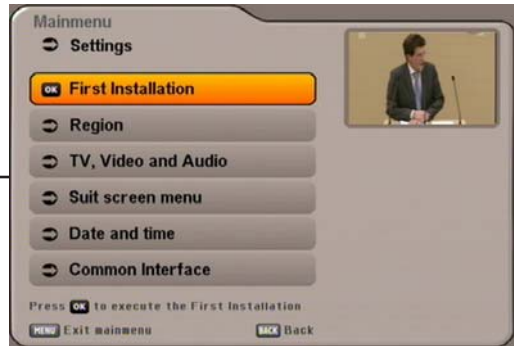 Mainmenu
Settings
OK First Installation
Region
TV, Video and Audio
Suit screen menu
Date and time
Common Interface
Press OK to execute the First Installation
MENU Exit mainmenu BACK Back